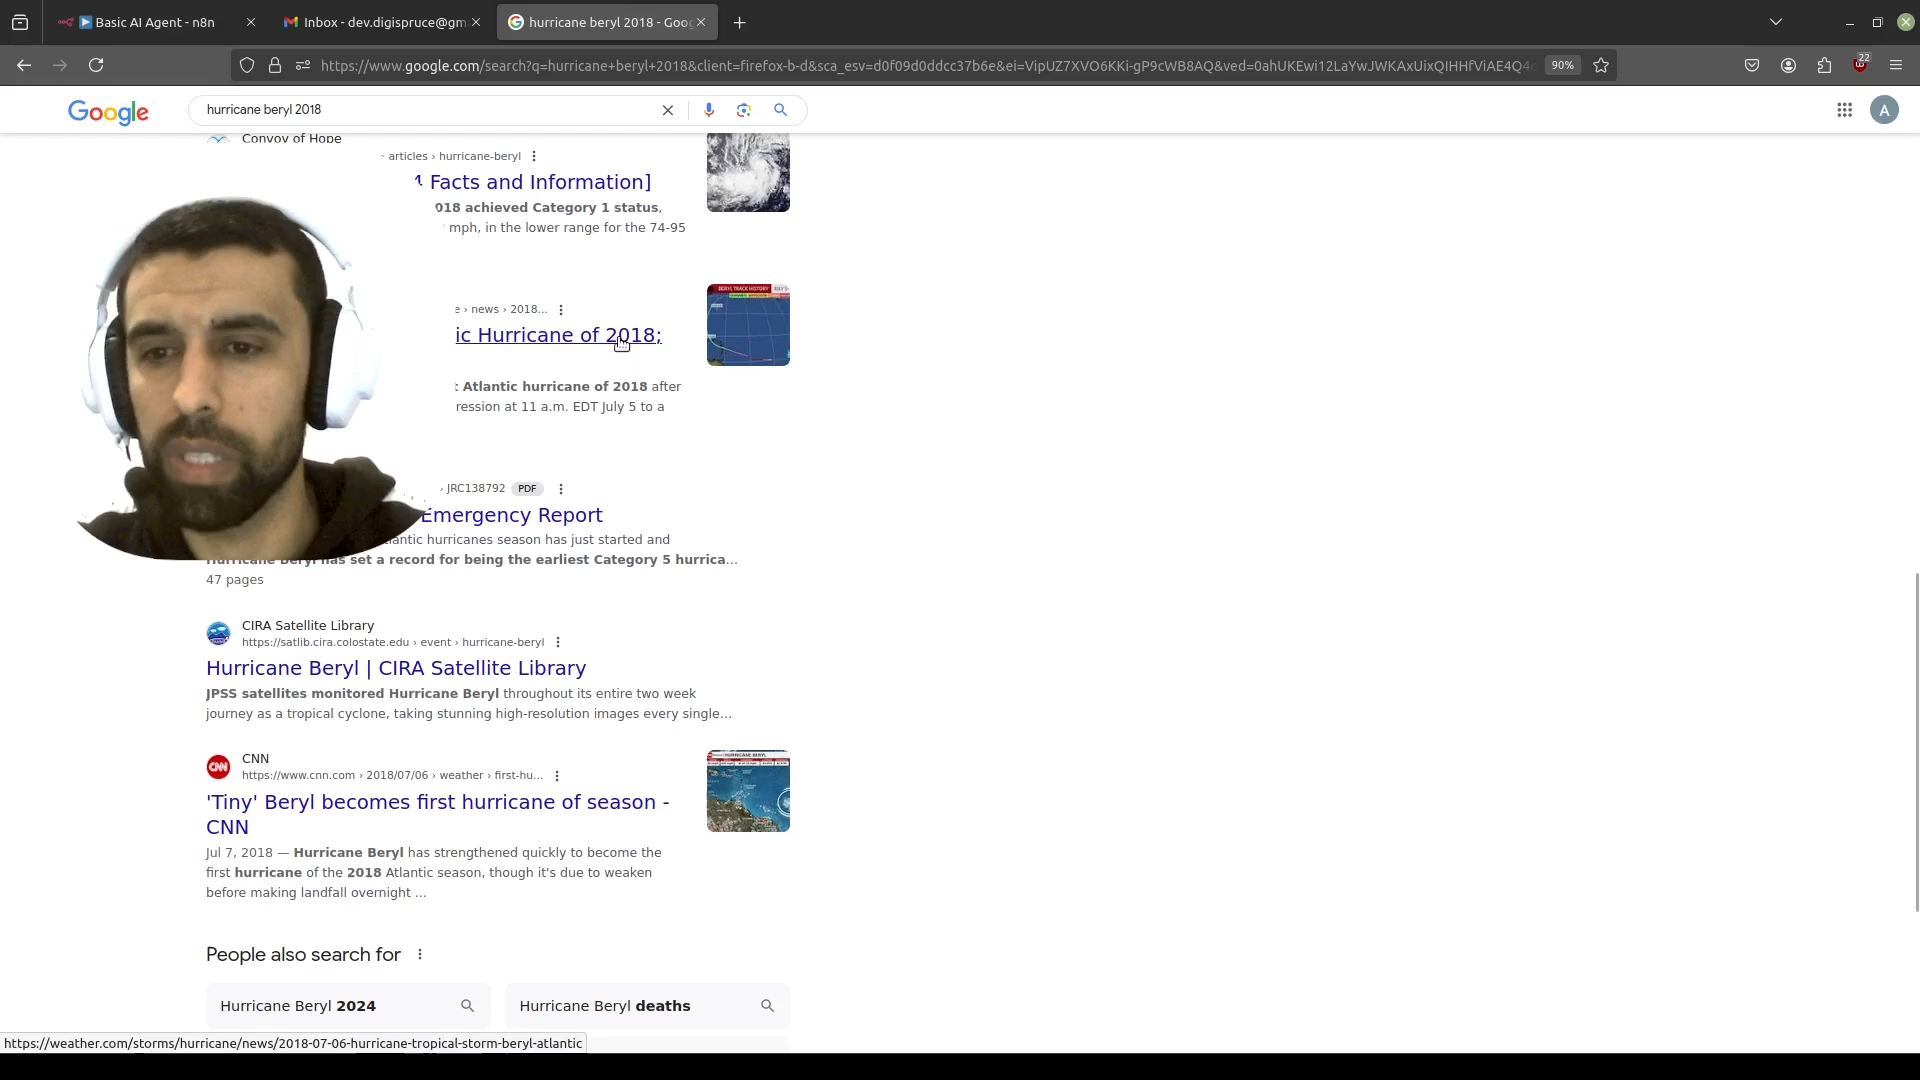 Basic AI Agent - n8n
Inbox - dev.digispruce@gm
hurricane beryl 2018 - Goo
https://www.google.com/search?q=hurricane+beryl+2018&client=firefox-b-d&sca_esv=d0f09d0ddcc37b6e&ei=VipUZ7XVO6KKi-gP9cWB8AQ&ved=0ahUKEwi12LaYwJWKAxUixQIHHfViAE4Q4
90%
22
Google
hurricane beryl 2018
A
Convoy of Hope
› articles › hurricane-beryl
Facts and Information]
018 achieved Category 1 status,
mph, in the lower range for the 74-95
e › news › 2018...
ic Hurricane of 2018;
BERYL TRACK HISTORY
t Atlantic hurricane of 2018 after
ression at 11 a.m. EDT July 5 to a
› JRC138792 PDF
Emergency Report
lantic hurricanes season has just started and
Hurricane Beryl has set a record for being the earliest Category 5 hurrica...
47 pages
CIRA Satellite Library
https://satlib.cira.colostate.edu › event › hurricane-beryl
Hurricane Beryl | CIRA Satellite Library
JPSS satellites monitored Hurricane Beryl throughout its entire two week
journey as a tropical cyclone, taking stunning high-resolution images every single...
CNN
https://www.cnn.com › 2018/07/06 › weather › first-hu...
'Tiny' Beryl becomes first hurricane of season -
CNN
Jul 7, 2018 — Hurricane Beryl has strengthened quickly to become the
first hurricane of the 2018 Atlantic season, though it's due to weaken
before making landfall overnight ...
HURRICANE BERYL
People also search for
Hurricane Beryl 2024
Hurricane Beryl deaths
https://weather.com/storms/hurricane/news/2018-07-06-hurricane-tropical-storm-beryl-atlantic